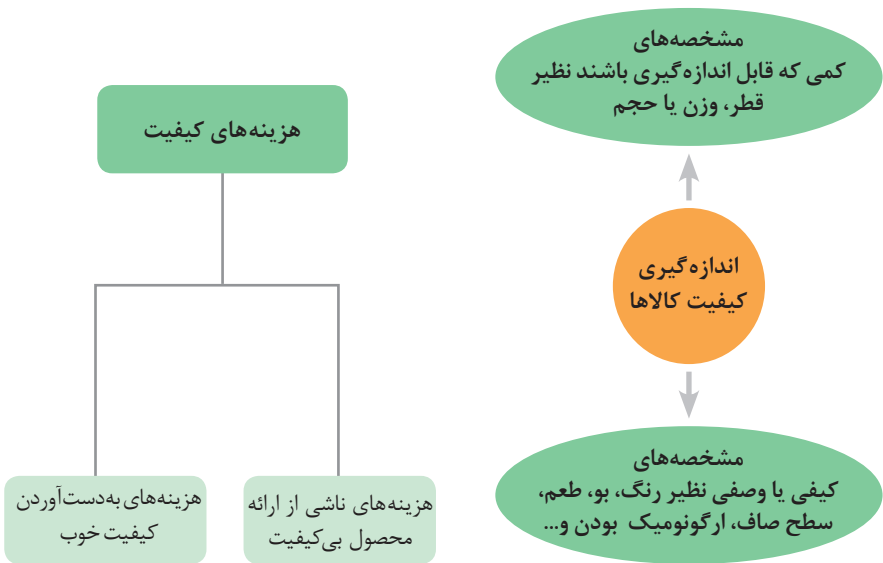 مشخصه‌های
کمی که قابل اندازه‌گیری باشند نظیر
قطر، وزن یا حجم
اندازه‌گیری
کیفیت کالاها
مشخصه‌های
کیفی یا وصفی نظیر رنگ، بو، طعم،
سطح صاف، ارگونومیک بودن و...
هزینه‌های کیفیت
هزینه‌های ناشی از ارائه
محصول بی‌کیفیت
هزینه‌های به‌دست‌آوردن
کیفیت خوب